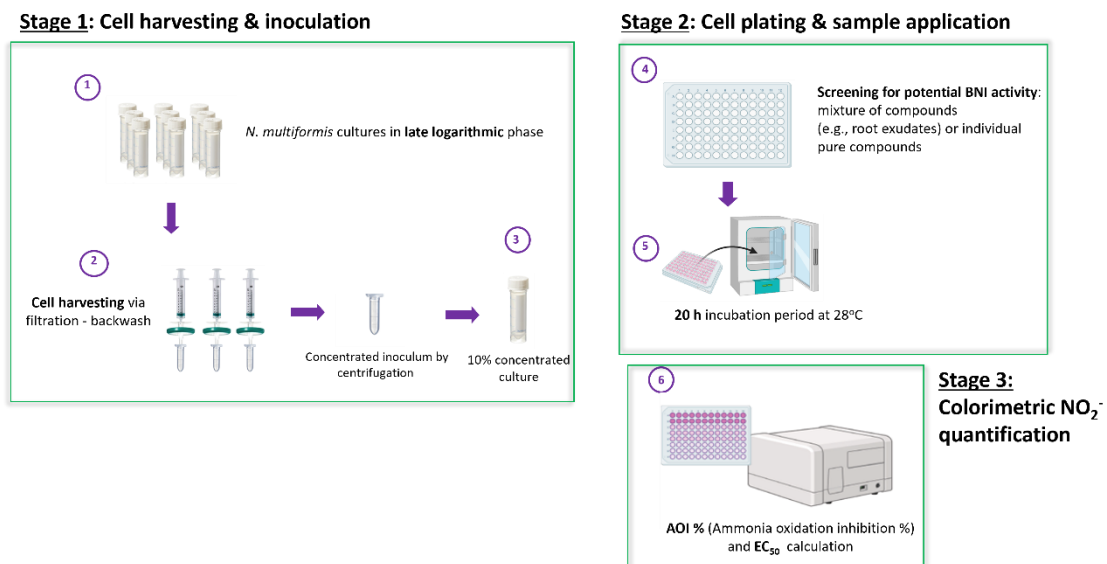 Stage 1: Cell harvesting & inoculation
1
N. multiformis cultures in late logarithmic phase
2
Cell harvesting via
filtration - backwash
Concentrated inoculum by
centrifugation
3
10% concentrated
culture
Stage 2: Cell plating & sample application
4
Screening for potential BNI activity:
mixture of compounds
(e.g., root exudates) or individual
pure compounds
5
20 h incubation period at 28°C
Stage 3:
Colorimetric NO₂⁻
quantification
6
AOI % (Ammonia oxidation inhibition %)
and EC₅₀ calculation